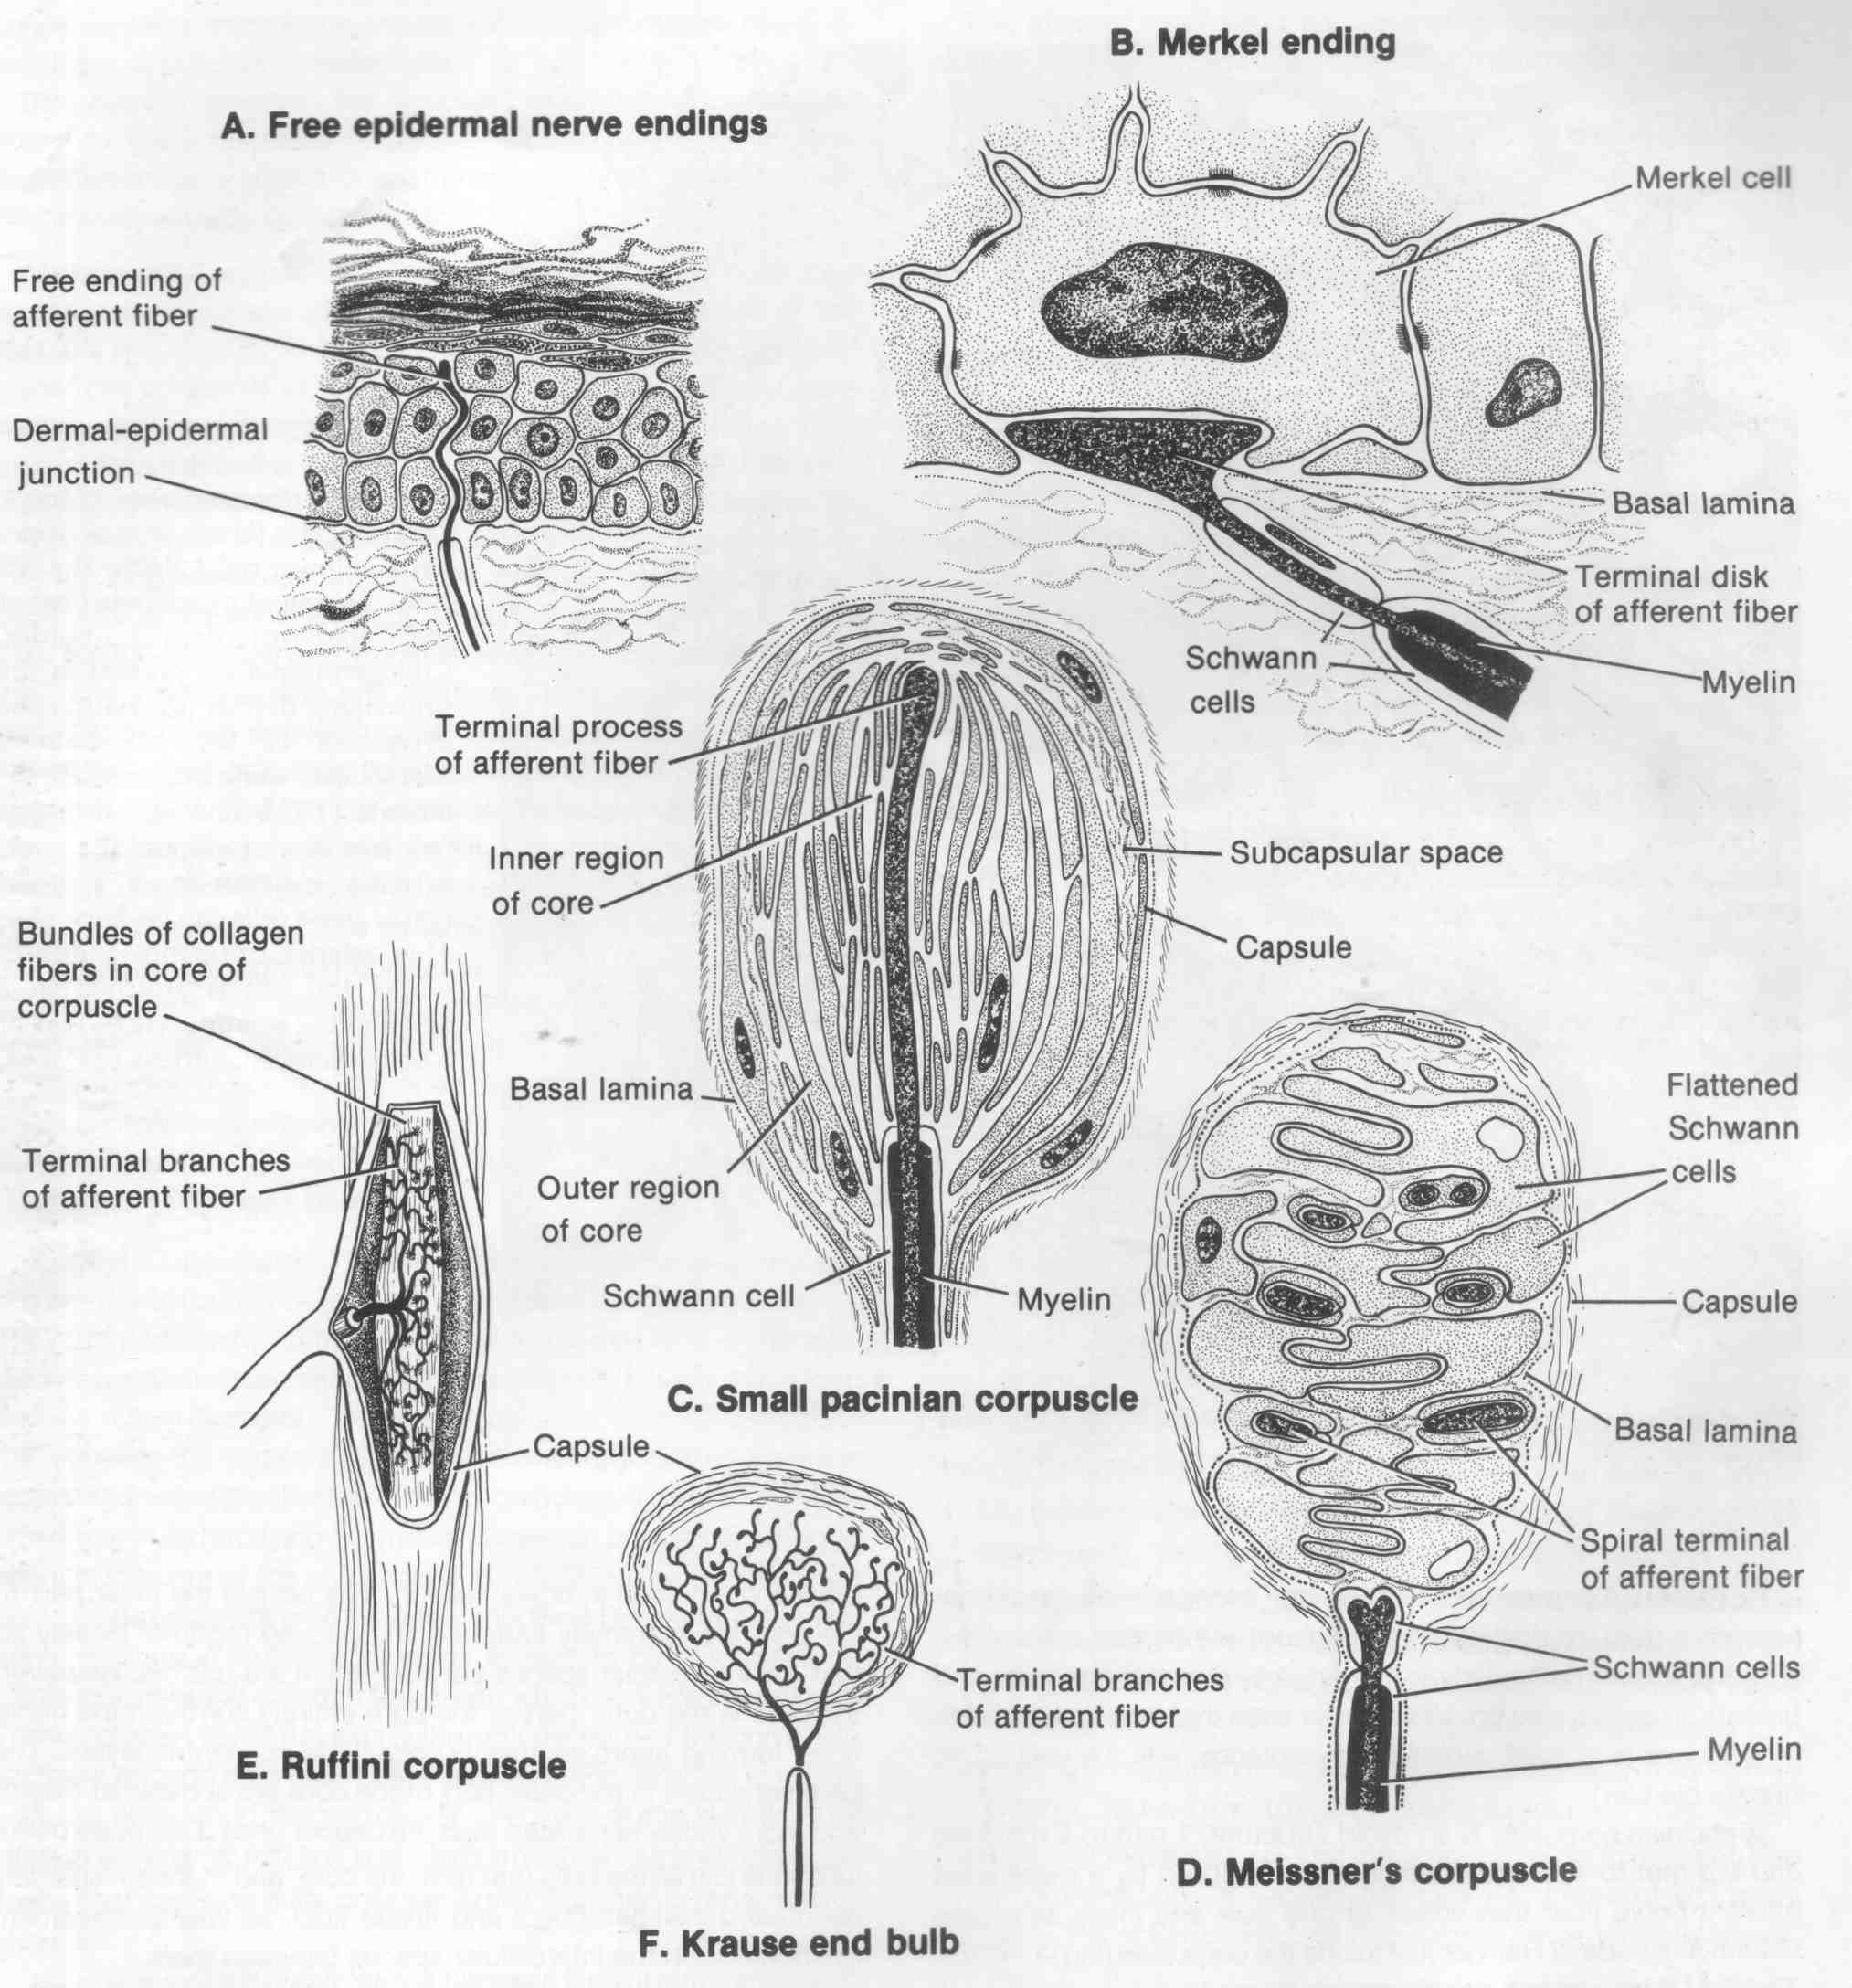 A. Free epidermal nerve endings
Free ending of
afferent fiber
Dermal-epidermal
junction
B. Merkel ending
Merkel cell
Basal lamina
Terminal disk
of afferent fiber
Schwann
cells
Myelin
Terminal process
of afferent fiber
Inner region
of core
Subcapsular space
Capsule
Basal lamina
Outer region
of core
Schwann cell
Myelin
C. Small pacinian corpuscle
Bundles of collagen
fibers in core of
corpuscle
Terminal branches
of afferent fiber
Capsule
E. Ruffini corpuscle
Terminal branches
of afferent fiber
F. Krause end bulb
Flattened
Schwann
cells
Capsule
Basal lamina
Spiral terminal
of afferent fiber
Schwann cells
Myelin
D. Meissner's corpuscle